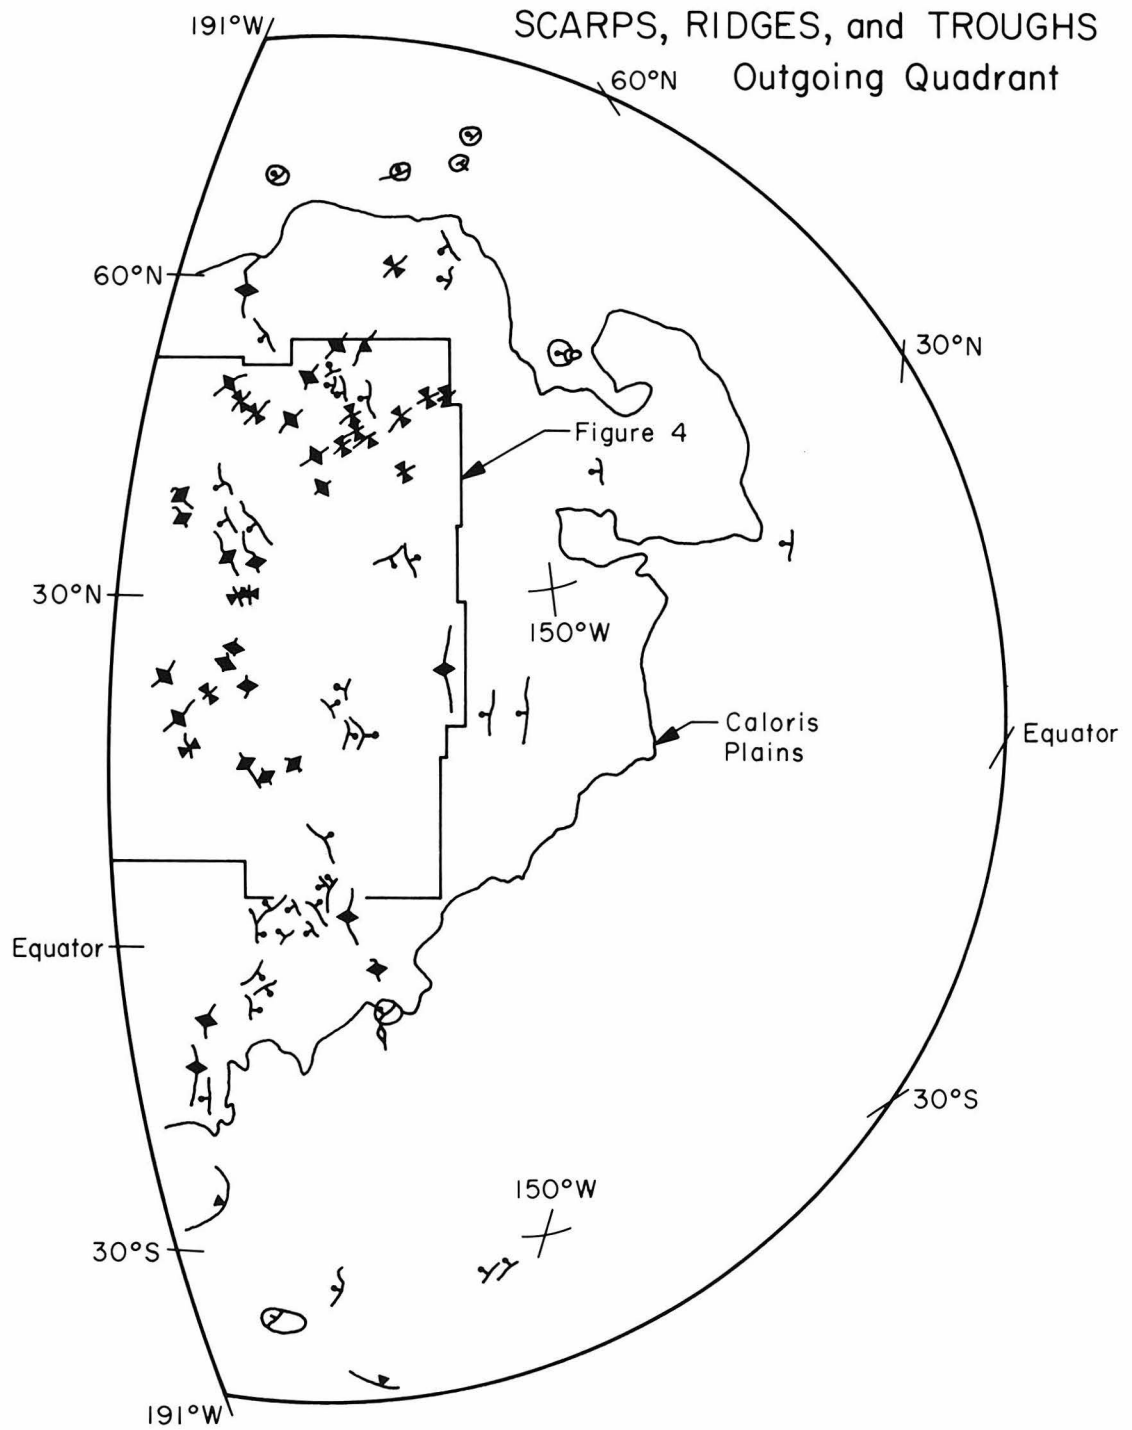 191°W
SCARPS, RIDGES, and TROUGHS
60°N
Outgoing Quadrant
60°N
30°N
Figure 4
30°N
150°W
Caloris
Plains
Equator
Equator
30°S
150°W
30°S
191°W